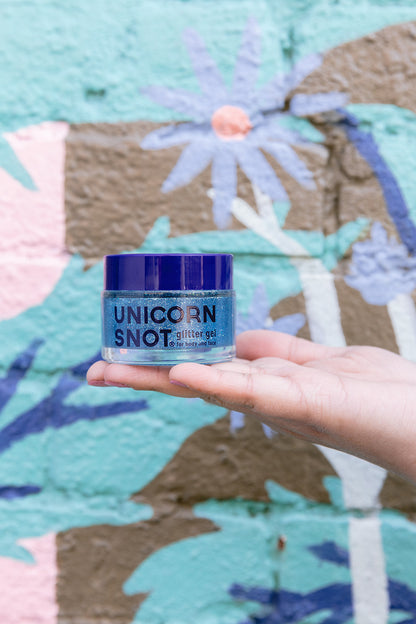 UNICORN
SNOT glitter gel
® for body and face